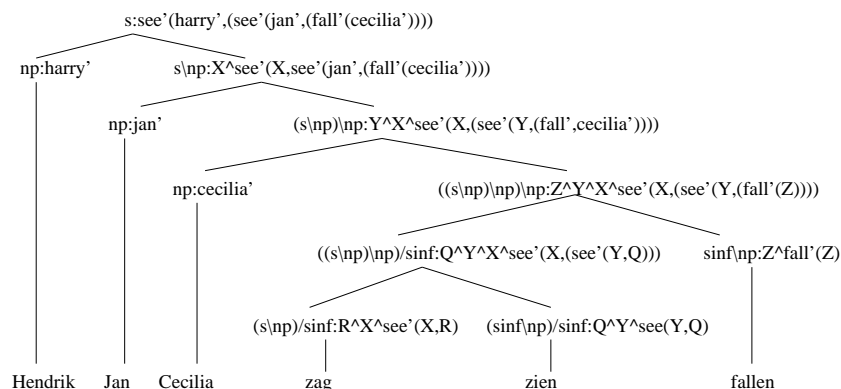 s:see’(harry’,(see’(jan’,(fall’(cecilia’))))
np:harry’ s\np:X^see’(X,see’(jan’,(fall’(cecilia’))))
np:jan’ (s\np)\np:Y^X^see’(X,(see’(Y,(fall’,cecilia’))))
np:cecilia’ ((s\np)\np)\np:Z^Y^X^see’(X,(see’(Y,(fall’(Z))))
((s\np)\np)/sinf:Q^Y^X^see’(X,(see’(Y,Q))) sinf\np:Z^fall’(Z)
(s\np)/sinf:R^X^see’(X,R) (sinf\np)/sinf:Q^Y^see(Y,Q)
Hendrik Jan Cecilia zag zien fallen